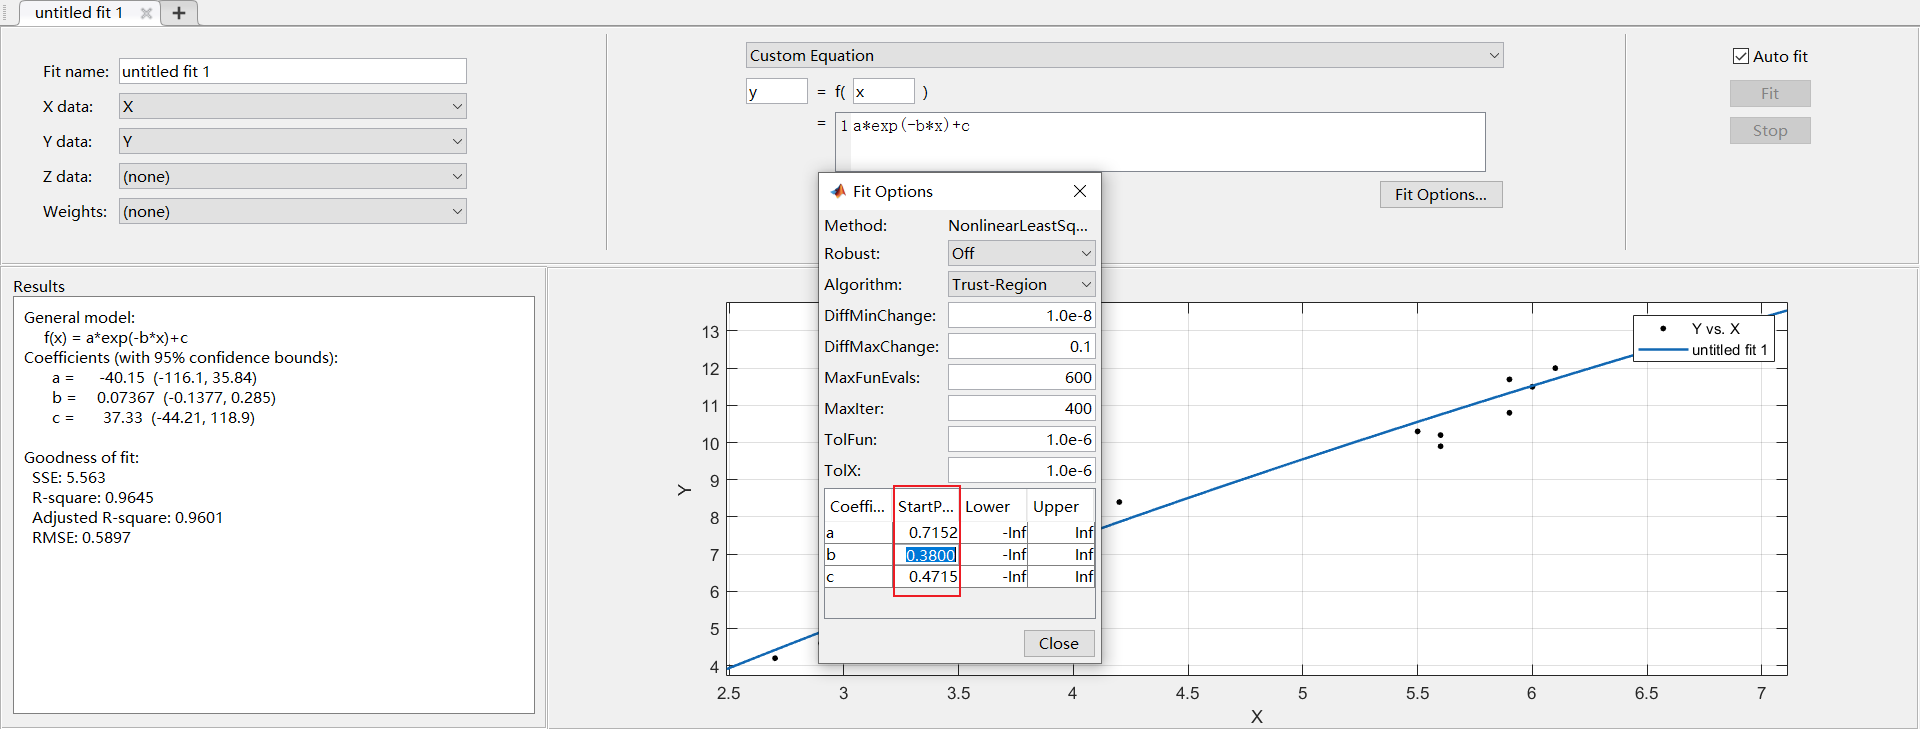 untitled fit 1
Fit name: untitled fit 1
X data: X
Y data: Y
Z data: (none)
Weights: (none)
Custom Equation
y = f( x )
= 1 a*exp(-b*x)+c
Fit Options...
Auto fit
Fit
Stop
Results
General model:
f(x) = a*exp(-b*x)+c
Coefficients (with 95% confidence bounds):
a = -40.15 (-116.1, 35.84)
b = 0.07367 (-0.1377, 0.285)
c = 37.33 (-44.21, 118.9)
Goodness of fit:
SSE: 5.563
R-square: 0.9645
Adjusted R-square: 0.9601
RMSE: 0.5897
Fit Options
Method: NonlinearLeastSq...
Robust: Off
Algorithm: Trust-Region
DiffMinChange: 1.0e-8
DiffMaxChange: 0.1
MaxFunEvals: 600
MaxIter: 400
TolFun: 1.0e-6
TolX: 1.0e-6
Coeffi... StartP... Lower Upper
a 0.7152 -Inf Inf
b 0.3800 -Inf Inf
c 0.4715 -Inf Inf
Close
Y vs. X
untitled fit 1
13
12
11
10
9
8
7
6
5
4
Y
2.5 3 3.5 4 4.5 5 5.5 6 6.5 7
X